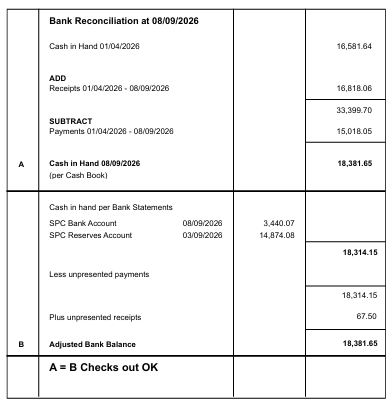 Bank Reconciliation at 08/09/2026
Cash in Hand 01/04/2026 16,581.64
ADD
Receipts 01/04/2026 - 08/09/2026 16,818.06
33,399.70
SUBTRACT
Payments 01/04/2026 - 08/09/2026 15,018.05
A Cash in Hand 08/09/2026 18,381.65
(per Cash Book)
Cash in hand per Bank Statements
SPC Bank Account 08/09/2026 3,440.07
SPC Reserves Account 03/09/2026 14,874.08
18,314.15
Less unpresented payments
18,314.15
Plus unpresented receipts 67.50
B Adjusted Bank Balance 18,381.65
A = B Checks out OK